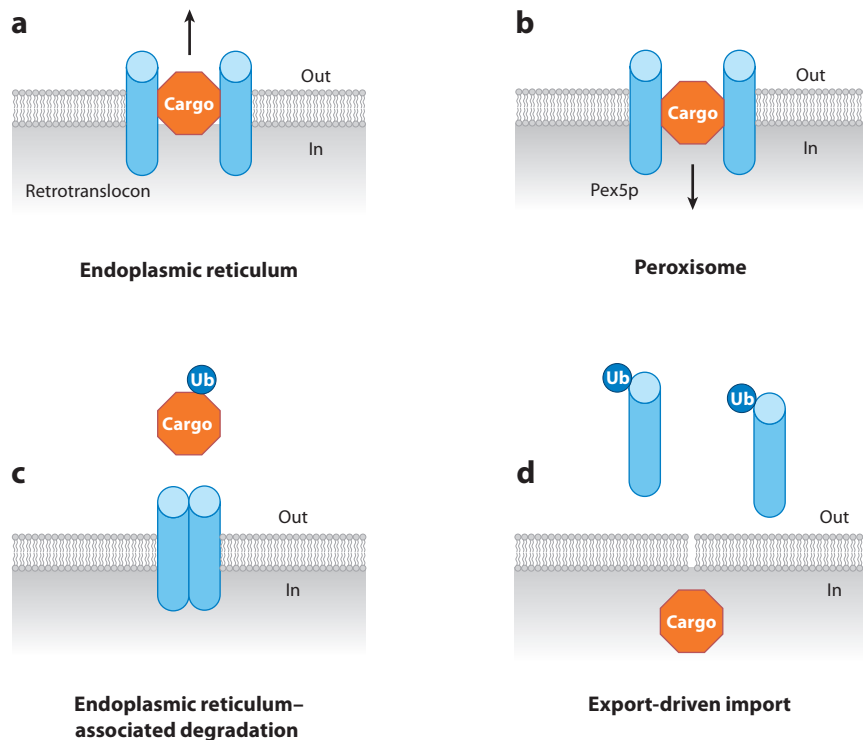 a
Out
Cargo
In
Retrotranslocon
Endoplasmic reticulum
b
Out
Cargo
In
Pex5p
Peroxisome
c
Ub
Cargo
Out
In
Endoplasmic reticulum–
associated degradation
d
Ub
Ub
Out
In
Cargo
Export-driven import